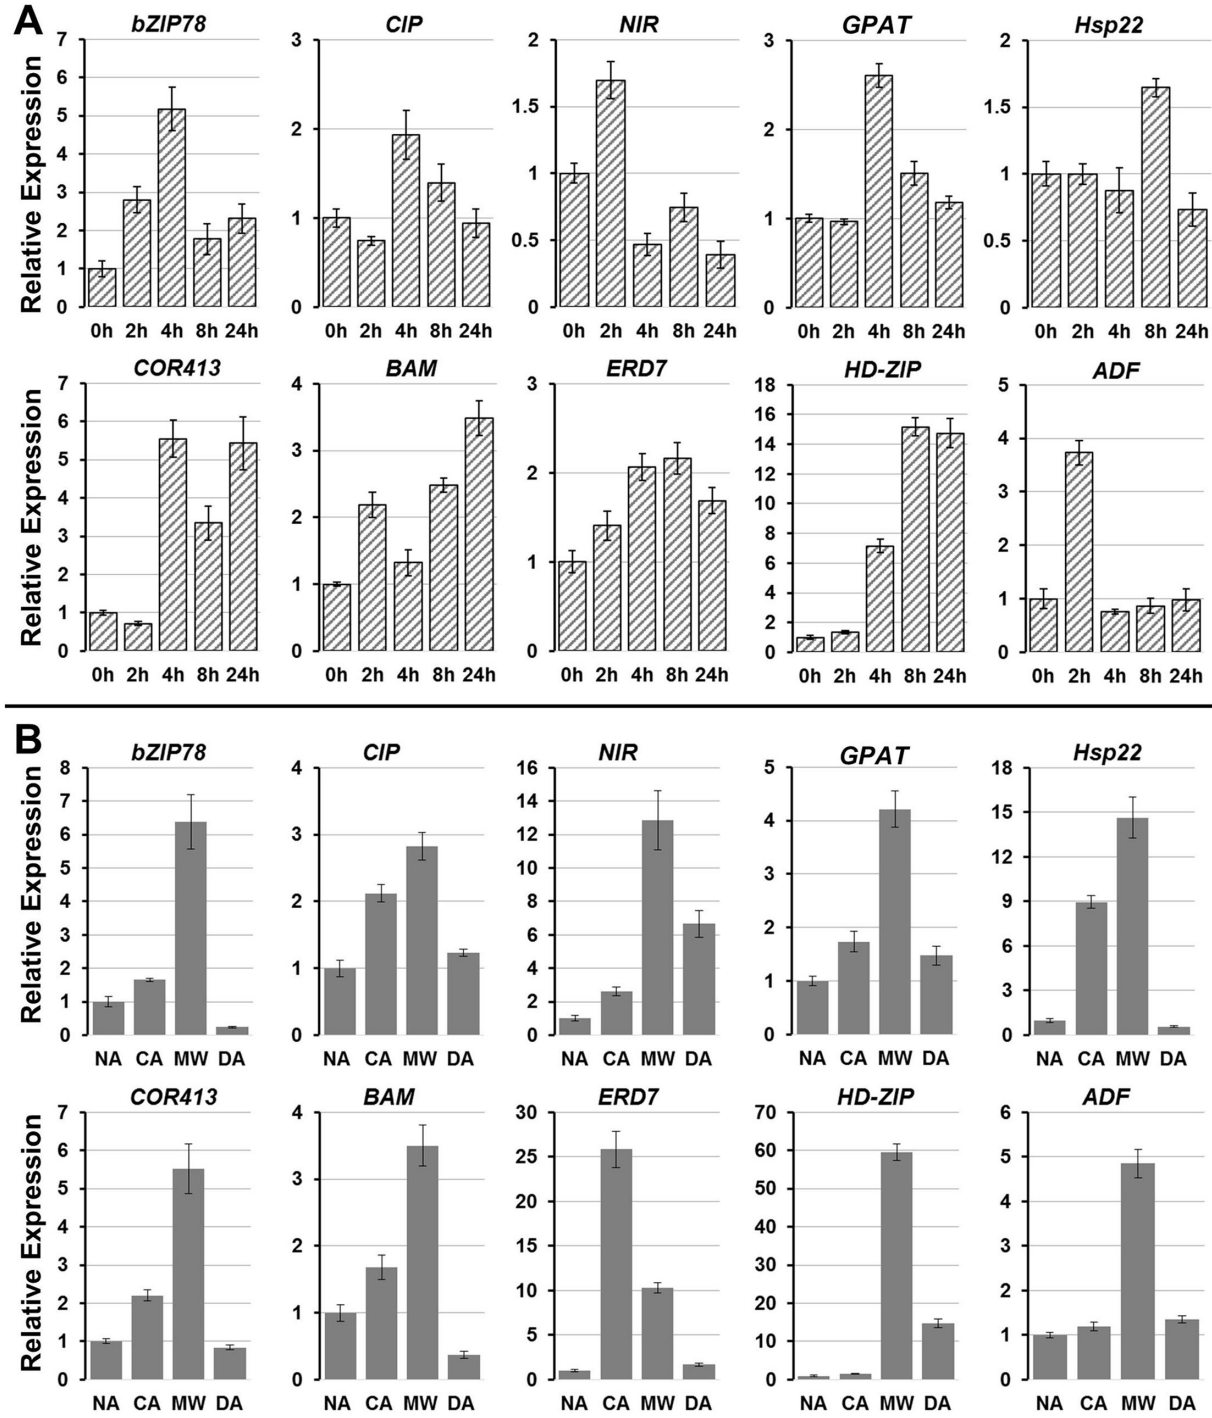 A
bZIP78 CIP NIR GPAT Hsp22
Relative Expression
7 6 5 4 3 2 1 0
3 2 1 0
2 1.5 1 0.5 0
3 2 1 0
2 1.5 1 0.5 0
0h 2h 4h 8h 24h 0h 2h 4h 8h 24h 0h 2h 4h 8h 24h 0h 2h 4h 8h 24h 0h 2h 4h 8h 24h
COR413 BAM ERD7 HD-ZIP ADF
Relative Expression
7 6 5 4 3 2 1 0
4 3 2 1 0
3 2 1 0
18 16 14 12 10 8 6 4 2 0
5 4 3 2 1 0
0h 2h 4h 8h 24h 0h 2h 4h 8h 24h 0h 2h 4h 8h 24h 0h 2h 4h 8h 24h 0h 2h 4h 8h 24h
B
bZIP78 CIP NIR GPAT Hsp22
Relative Expression
8 7 6 5 4 3 2 1 0
4 3 2 1 0
16 14 12 10 8 6 4 2 0
5 4 3 2 1 0
18 15 12 9 6 3 0
NA CA MW DA NA CA MW DA NA CA MW DA NA CA MW DA NA CA MW DA
COR413 BAM ERD7 HD-ZIP ADF
Relative Expression
7 6 5 4 3 2 1 0
4 3 2 1 0
30 25 20 15 10 5 0
70 60 50 40 30 20 10 0
6 5 4 3 2 1 0
NA CA MW DA NA CA MW DA NA CA MW DA NA CA MW DA NA CA MW DA